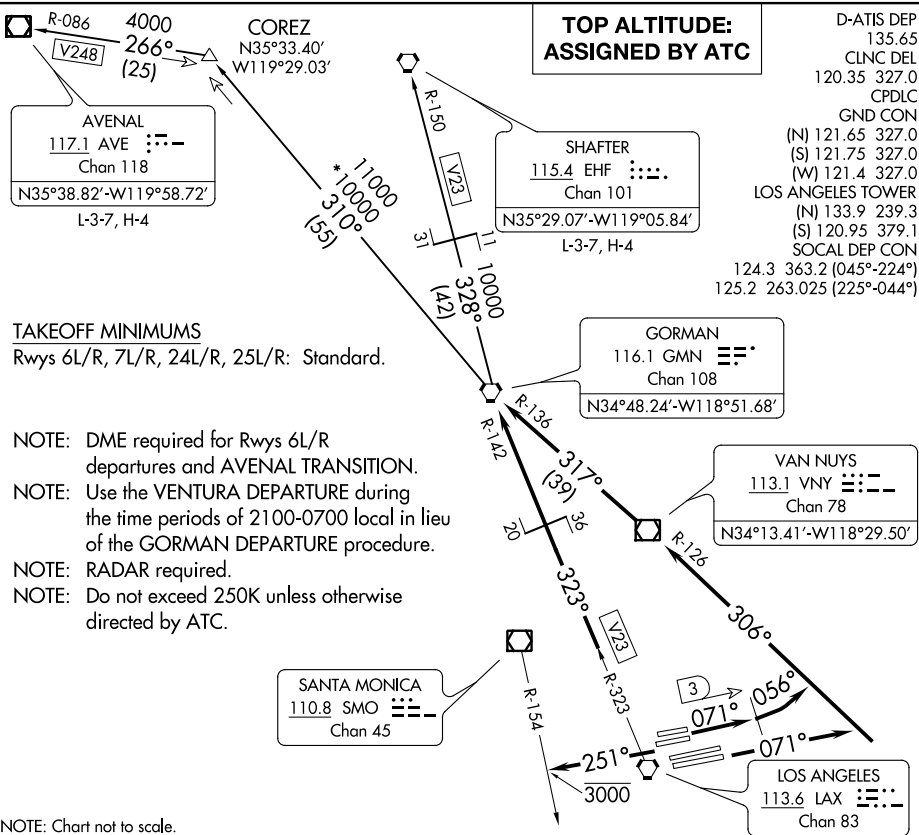 R-086
4000
266°
(25)
V248
COREZ
N35°33.40'
W119°29.03'
TOP ALTITUDE:
ASSIGNED BY ATC
D-ATIS DEP
135.65
CLNC DEL
120.35 327.0
CPDLC
GND CON
(N) 121.65 327.0
(S) 121.75 327.0
(W) 121.4 327.0
LOS ANGELES TOWER
(N) 133.9 239.3
(S) 120.95 379.1
SOCAL DEP CON
124.3 363.2 (045°-224°)
125.2 263.025 (225°-044°)
AVENAL
117.1 AVE
Chan 118
N35°38.82'-W119°58.72'
L-3-7, H-4
R-150
V23
SHAFTER
115.4 EHF
Chan 101
N35°29.07'-W119°05.84'
L-3-7, H-4
11000
*10000
310°
(55)
31
11
10000
328°
(42)
TAKEOFF MINIMUMS
Rwys 6L/R, 7L/R, 24L/R, 25L/R: Standard.
GORMAN
116.1 GMN
Chan 108
N34°48.24'-W118°51.68'
R-136
R-142
317°
(39)
NOTE: DME required for Rwys 6L/R
departures and AVENAL TRANSITION.
NOTE: Use the VENTURA DEPARTURE during
the time periods of 2100-0700 local in lieu
of the GORMAN DEPARTURE procedure.
NOTE: RADAR required.
NOTE: Do not exceed 250K unless otherwise
directed by ATC.
VAN NUYS
113.1 VNY
Chan 78
N34°13.41'-W118°29.50'
20
36
R-126
323°
V23
306°
R-323
SANTA MONICA
110.8 SMO
Chan 45
R-154
3
056°
071°
251°
071°
3000
LOS ANGELES
113.6 LAX
Chan 83
NOTE: Chart not to scale.